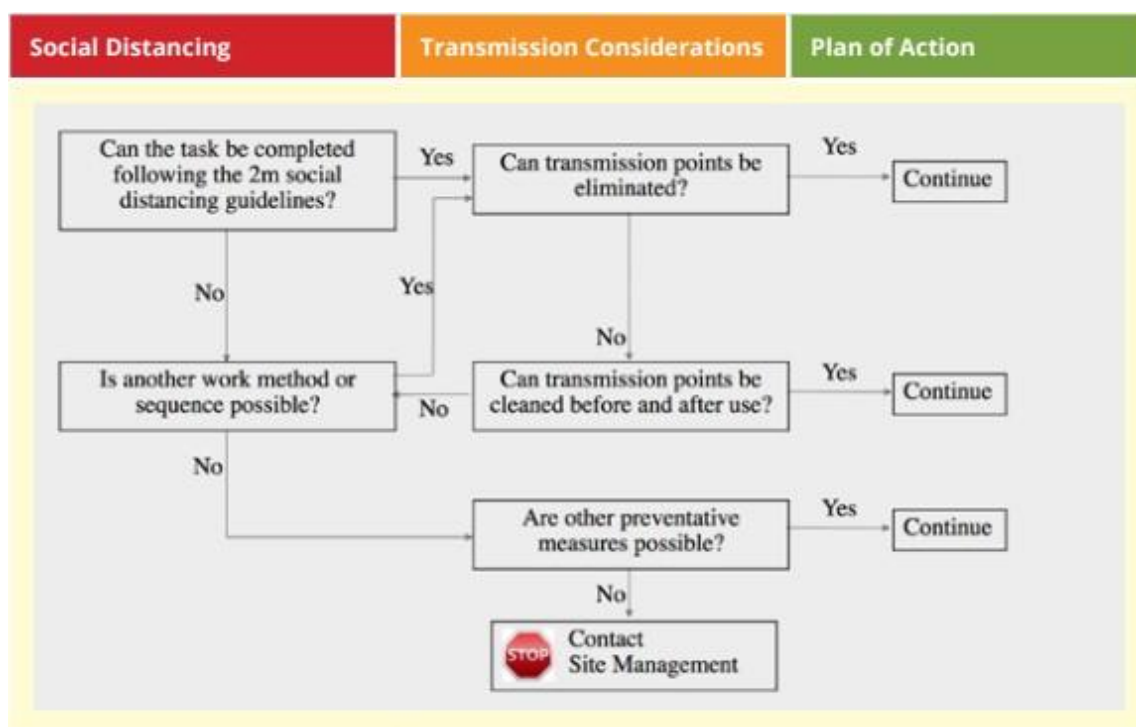 Social Distancing
Transmission Considerations
Plan of Action
Can the task be completed
following the 2m social
distancing guidelines?
Yes
Can transmission points be
eliminated?
Yes
Continue
No
Yes
No
Is another work method or
sequence possible?
No
Can transmission points be
cleaned before and after use?
Yes
Continue
No
Are other preventative
measures possible?
Yes
Continue
No
STOP
Contact
Site Management